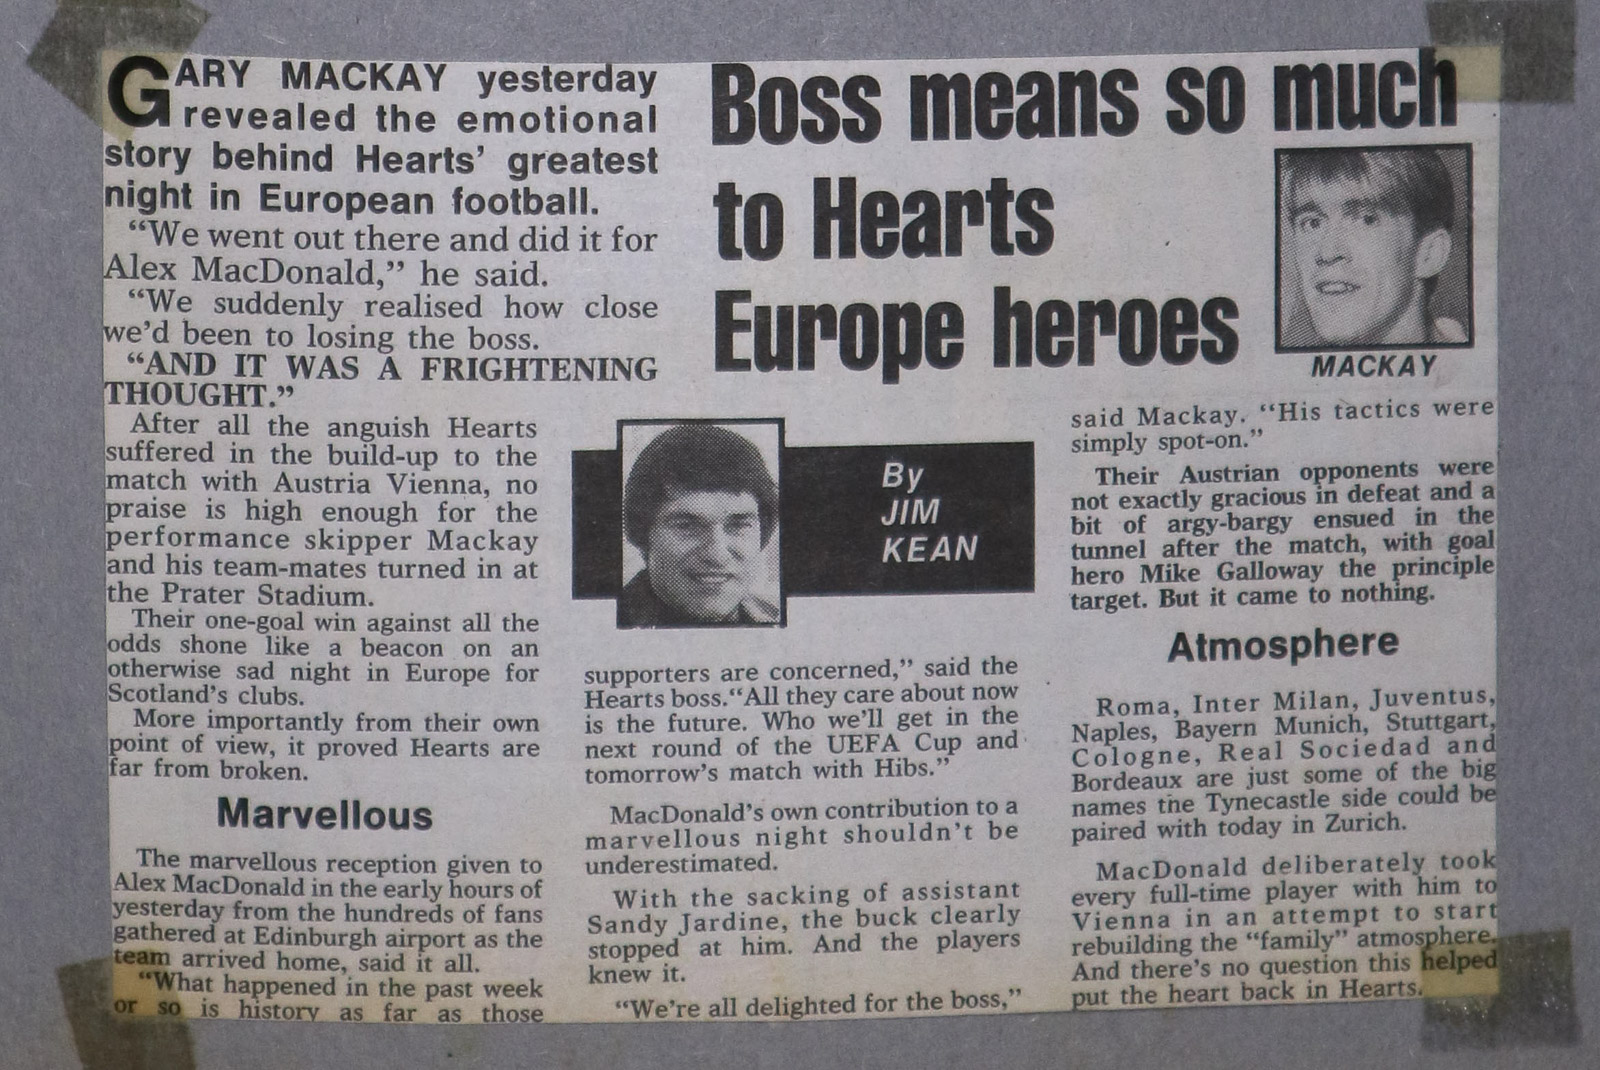 Boss means so much
to Hearts
Europe heroes
MACKAY
GARY MACKAY yesterday
revealed the emotional
story behind Hearts’ greatest
night in European football.
“We went out there and did it for
Alex MacDonald,” he said.
“We suddenly realised how close
we’d been to losing the boss.
“AND IT WAS A FRIGHTENING
THOUGHT.”
After all the anguish Hearts
suffered in the build-up to the
match with Austria Vienna, no
praise is high enough for the
performance skipper Mackay
and his team-mates turned in at
the Prater Stadium.
Their one-goal win against all the
odds shone like a beacon on an
otherwise sad night in Europe for
Scotland’s clubs.
More importantly from their own
point of view, it proved Hearts are
far from broken.
Marvellous
The marvellous reception given to
Alex MacDonald in the early hours of
yesterday from the hundreds of fans
gathered at Edinburgh airport as the
team arrived home, said it all.
“What happened in the past week
or so is history as far as those
By
JIM
KEAN
supporters are concerned,” said the
Hearts boss.“All they care about now
is the future. Who we’ll get in the
next round of the UEFA Cup and
tomorrow’s match with Hibs.”
MacDonald’s own contribution to a
marvellous night shouldn’t be
underestimated.
With the sacking of assistant
Sandy Jardine, the buck clearly
stopped at him. And the players
knew it.
“We’re all delighted for the boss,”
said Mackay. “His tactics were
simply spot-on.”
Their Austrian opponents were
not exactly gracious in defeat and a
bit of argy-bargy ensued in the
tunnel after the match, with goal
hero Mike Galloway the principle
target. But it came to nothing.
Atmosphere
Roma, Inter Milan, Juventus,
Naples, Bayern Munich, Stuttgart,
Cologne, Real Sociedad and
Bordeaux are just some of the big
names the Tynecastle side could be
paired with today in Zurich.
MacDonald deliberately took
every full-time player with him to
Vienna in an attempt to start
rebuilding the “family” atmosphere.
And there’s no question this helped
put the heart back in Hearts.